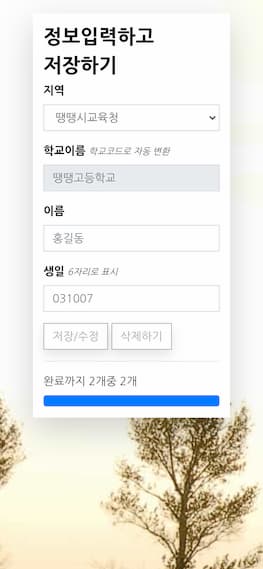 정보입력하고
저장하기
지역
땡땡시교육청
학교이름 학교코드로 자동 변환
땡땡고등학교
이름
홍길동
생일 6자리로 표시
031007
저장/수정 삭제하기
완료까지 2개중 2개